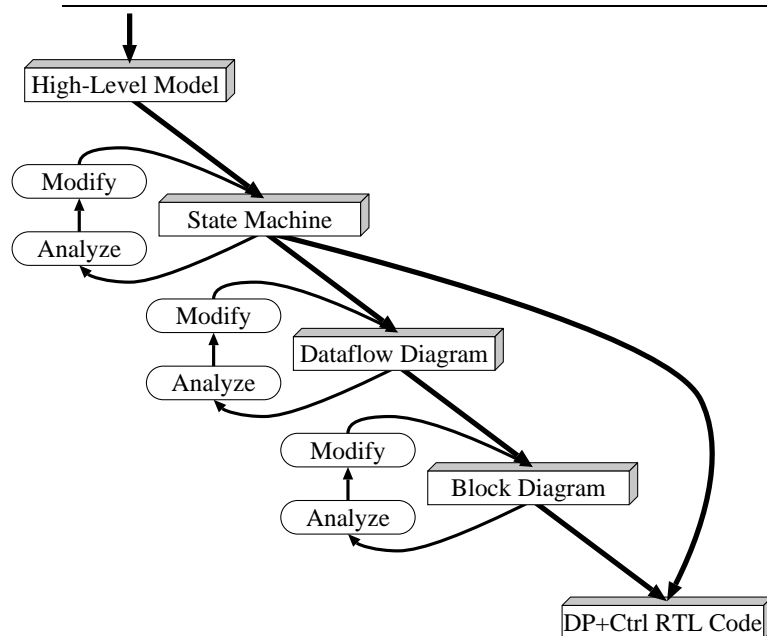 High-Level Model
Modify
State Machine
Analyze
Modify
Dataflow Diagram
Analyze
Modify
Block Diagram
Analyze
DP+Ctrl RTL Code